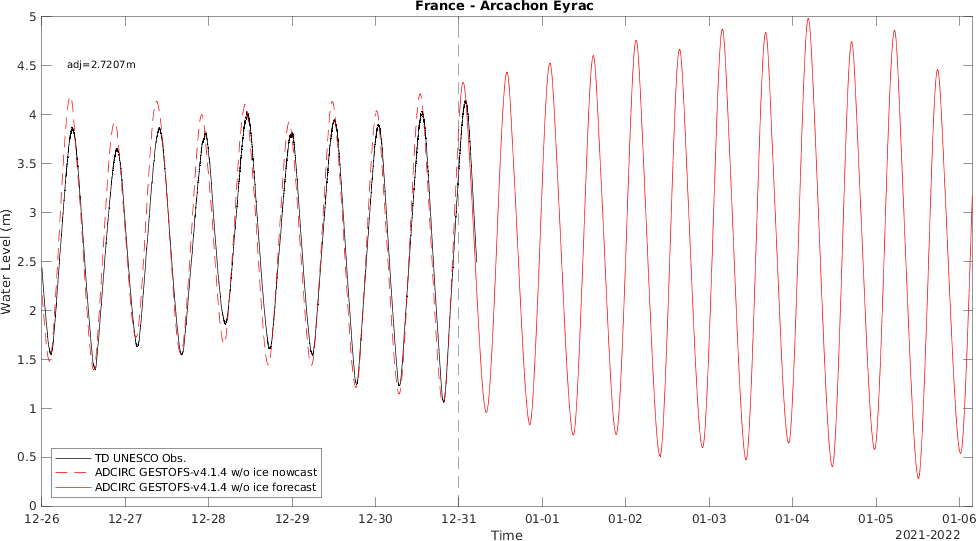 France - Arcachon Eyrac
5
4.5
4
3.5
3
2.5
2
1.5
1
0.5
0
Water Level (m)
adj=2.7207m
TD UNESCO Obs.
ADCIRC GESTOFS-v4.1.4 w/o ice nowcast
ADCIRC GESTOFS-v4.1.4 w/o ice forecast
12-26 12-27 12-28 12-29 12-30 12-31 01-01 01-02 01-03 01-04 01-05 01-06
Time
2021-2022